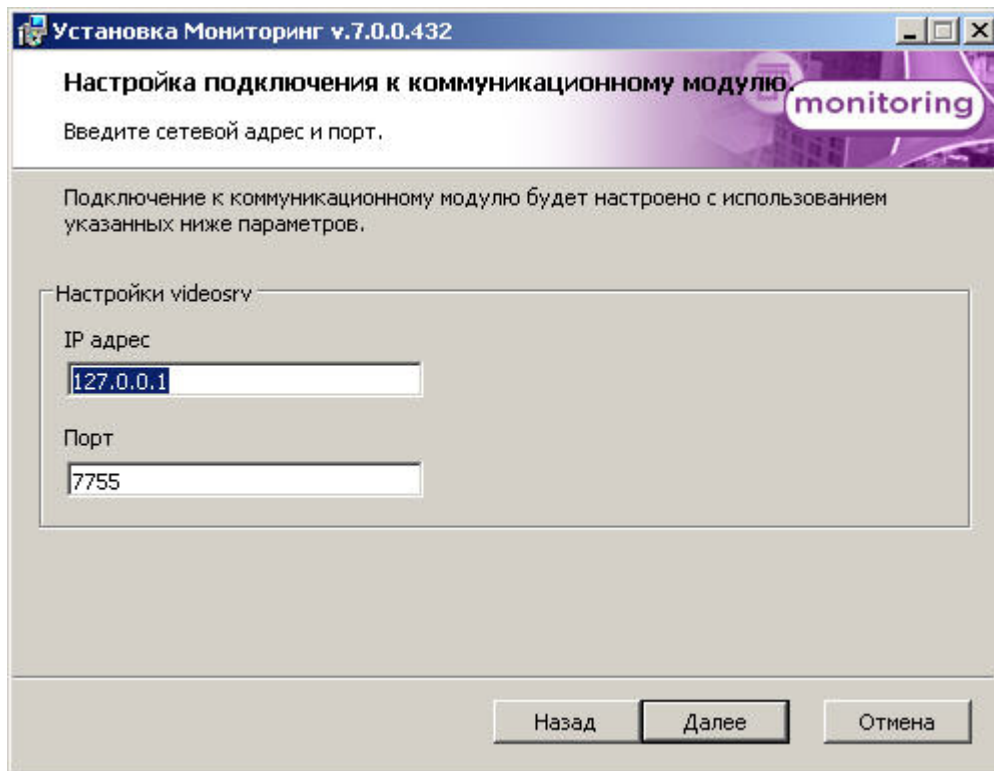 Установка Мониторинг v.7.0.0.432
Настройка подключения к коммуникационному модулю.
monitoring
Введите сетевой адрес и порт.
Подключение к коммуникационному модулю будет настроено с использованием
указанных ниже параметров.
Настройки videosrv
IP адрес
127.0.0.1
Порт
7755
Назад
Далее
Отмена